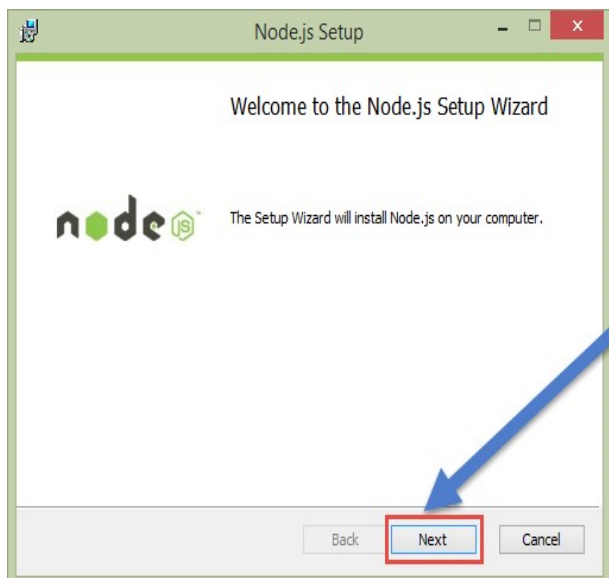 Node.js Setup
Welcome to the Node.js Setup Wizard
node JS
The Setup Wizard will install Node.js on your computer.
Back Next Cancel